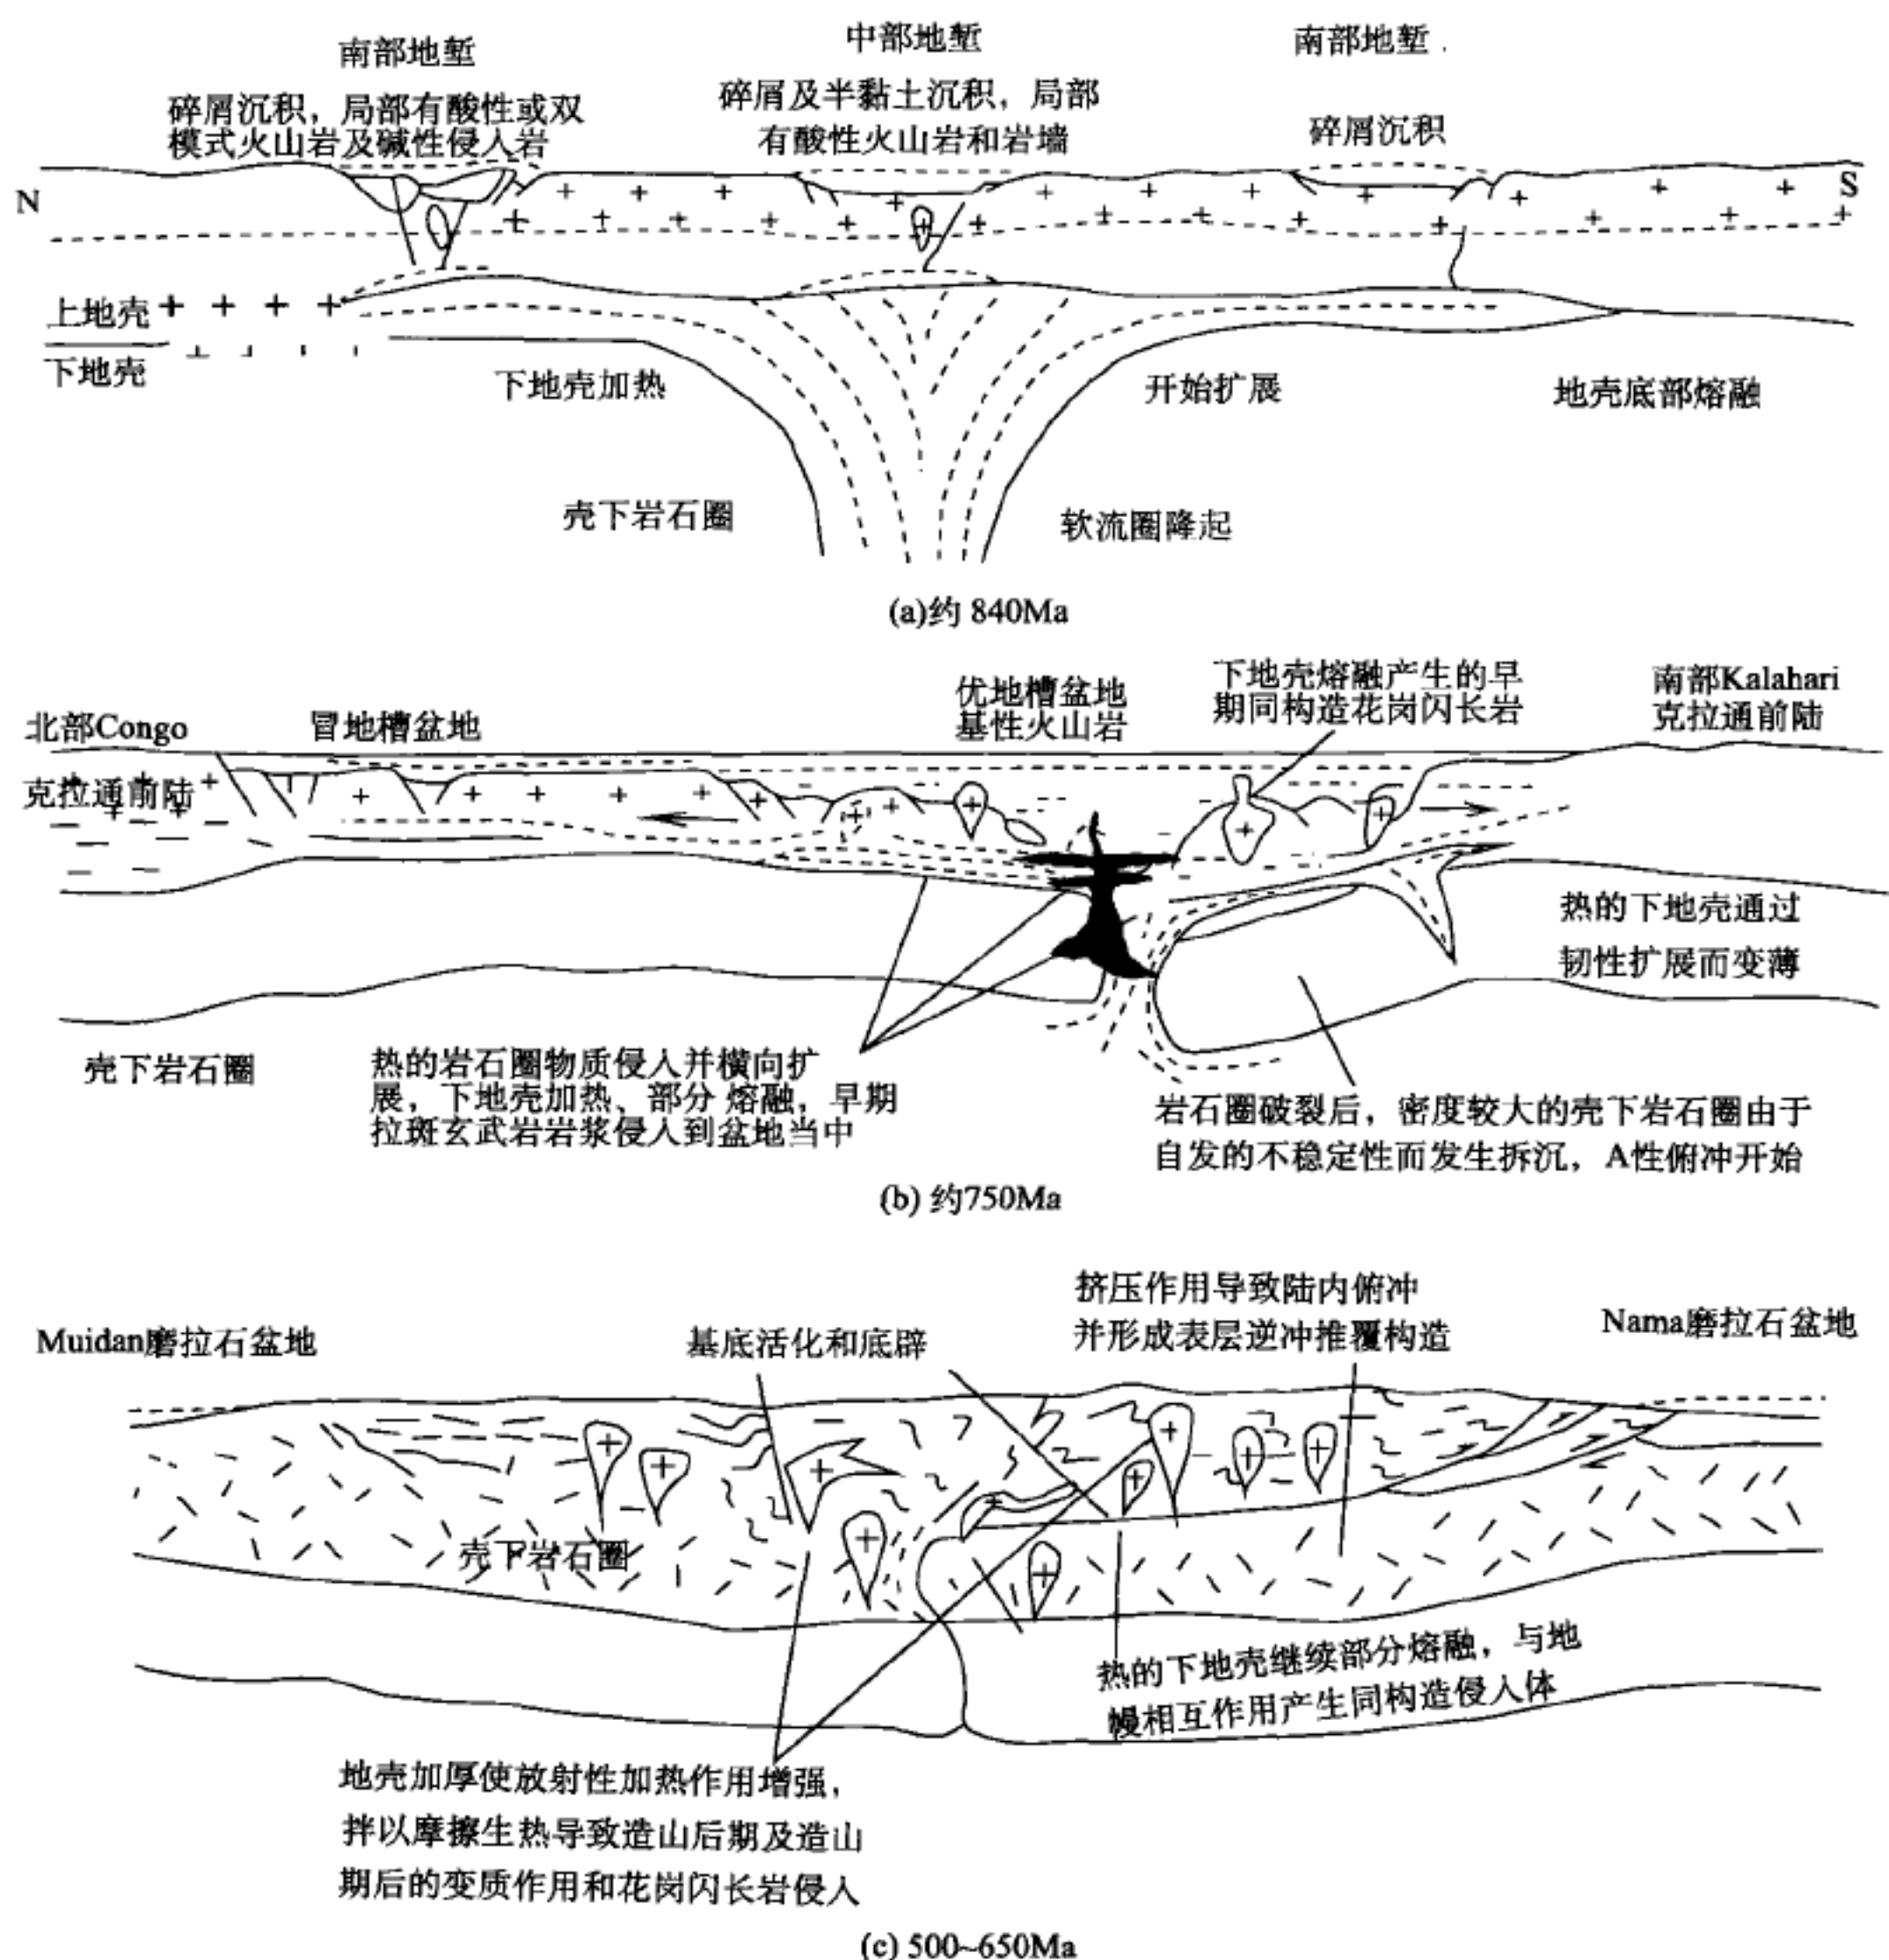 南部地堑
中部地堑
南部地堑
碎屑沉积，局部有酸性或双
模式火山岩及碱性侵入岩
碎屑及半黏土沉积，局部
有酸性火山岩和岩墙
碎屑沉积
N
S
上地壳
下地壳
下地壳加热
开始扩展
地壳底部熔融
壳下岩石圈
软流圈隆起
(a)约 840Ma
北部Congo
克拉通前陆
冒地槽盆地
优地槽盆地
基性火山岩
下地壳熔融产生的早
期同构造花岗闪长岩
南部Kalahari
克拉通前陆
热的下地壳通过
韧性扩展而变薄
壳下岩石圈
热的岩石圈物质侵入并横向扩
展，下地壳加热、部分 熔融，早期
拉斑玄武岩岩浆侵入到盆地当中
岩石圈破裂后，密度较大的壳下岩石圈由于
自发的不稳定性而发生拆沉，A性俯冲开始
(b) 约750Ma
Muidan磨拉石盆地
基底活化和底辟
挤压作用导致陆内俯冲
并形成表层逆冲推覆构造
Nama磨拉石盆地
壳下岩石圈
热的下地壳继续部分熔融，与地
幔相互作用产生同构造侵入体
地壳加厚使放射性加热作用增强，
拌以摩擦生热导致造山后期及造山
期后的变质作用和花岗闪长岩侵入
(c) 500~650Ma